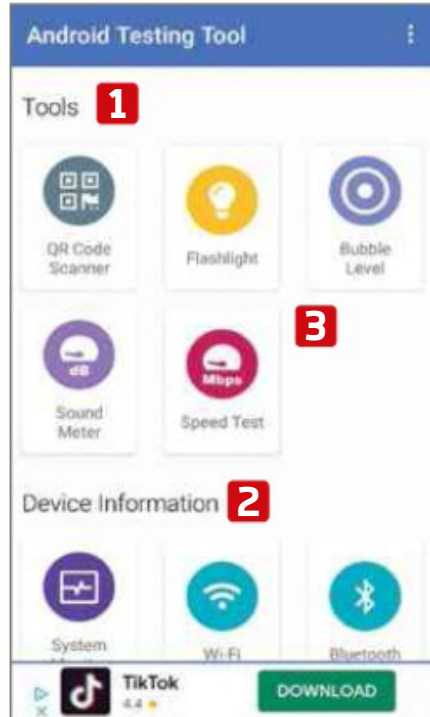 Android Testing Tool
Tools 1
QR Code
Scanner
Flashlight
Bubble
Level
3
dB
Sound
Meter
Mbps
Speed Test
Device Information 2
System
Wi-Fi
Bluetooth
TikTok
4.4
DOWNLOAD